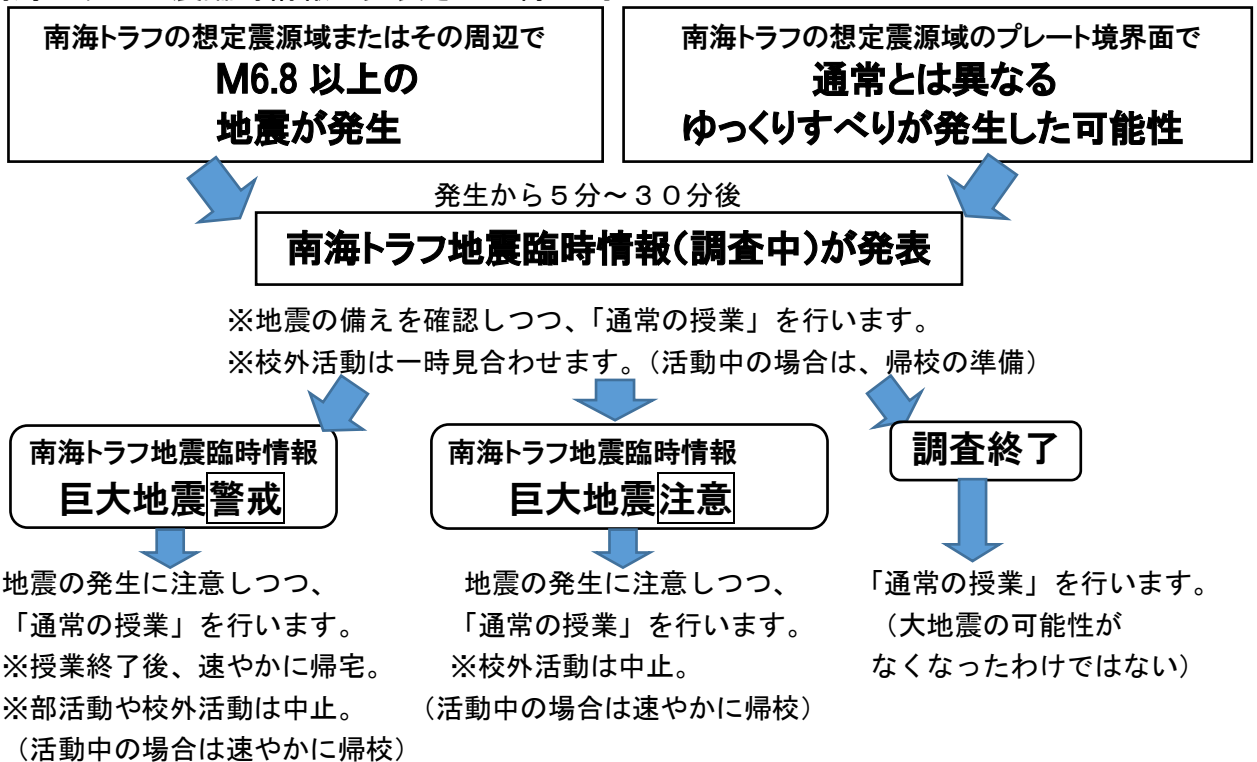 南海トラフの想定震源域またはその周辺で
M6.8 以上の
地震が発生
南海トラフの想定震源域のプレート境界面で
通常とは異なる
ゆっくりすべりが発生した可能性
発生から5分～30分後
南海トラフ地震臨時情報(調査中)が発表
※地震の備えを確認しつつ、「通常の授業」を行います。
※校外活動は一時見合わせます。(活動中の場合は、帰校の準備)
南海トラフ地震臨時情報
巨大地震警戒
地震の発生に注意しつつ、
「通常の授業」を行います。
※授業終了後、速やかに帰宅。
※部活動や校外活動は中止。
(活動中の場合は速やかに帰校)
南海トラフ地震臨時情報
巨大地震注意
地震の発生に注意しつつ、
「通常の授業」を行います。
※校外活動は中止。
(活動中の場合は速やかに帰校)
調査終了
「通常の授業」を行います。
(大地震の可能性が
なくなったわけではない)